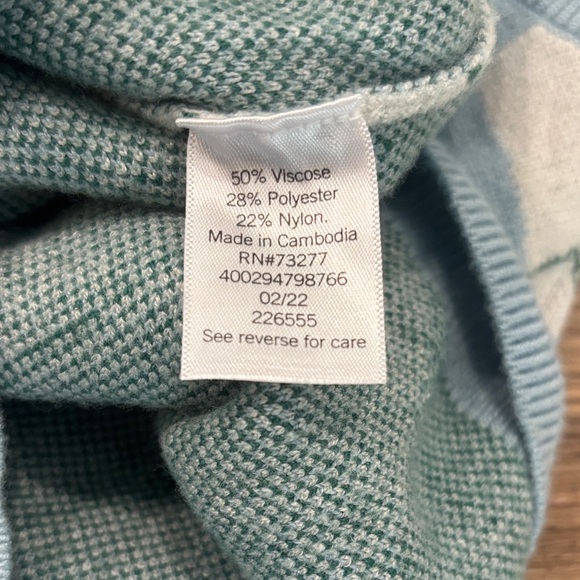 50% Viscose
28% Polyester
22% Nylon.
Made in Cambodia
RN#73277
400294798766
02/22
226555
See reverse for care